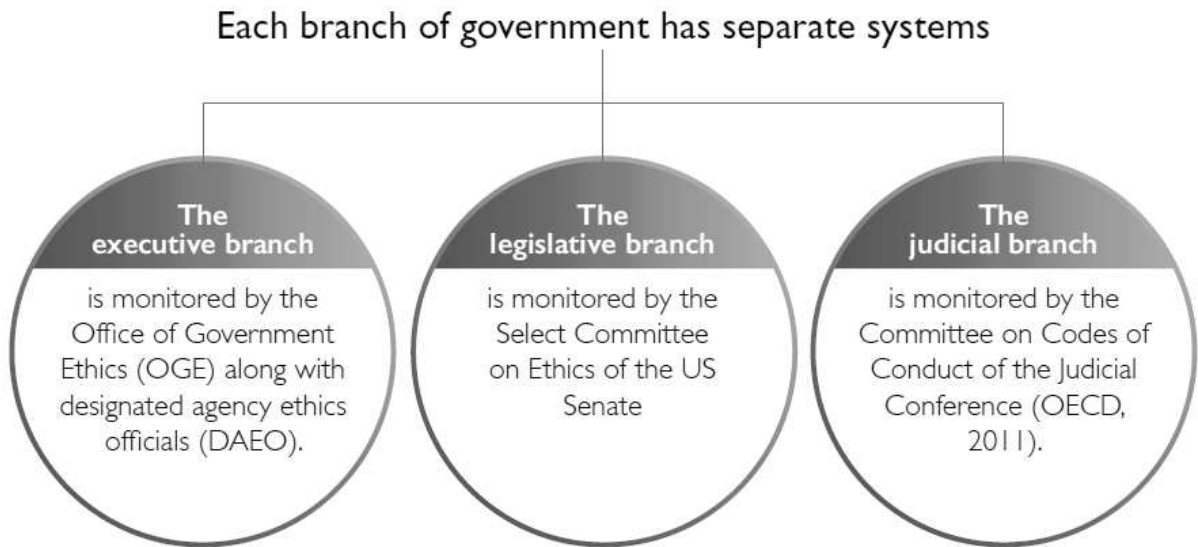 Each branch of government has separate systems
The
executive branch
is monitored by the
Office of Government
Ethics (OGE) along with
designated agency ethics
officials (DAEO).
The
legislative branch
is monitored by the
Select Committee
on Ethics of the US
Senate
The
judicial branch
is monitored by the
Committee on Codes of
Conduct of the Judicial
Conference (OECD,
2011).